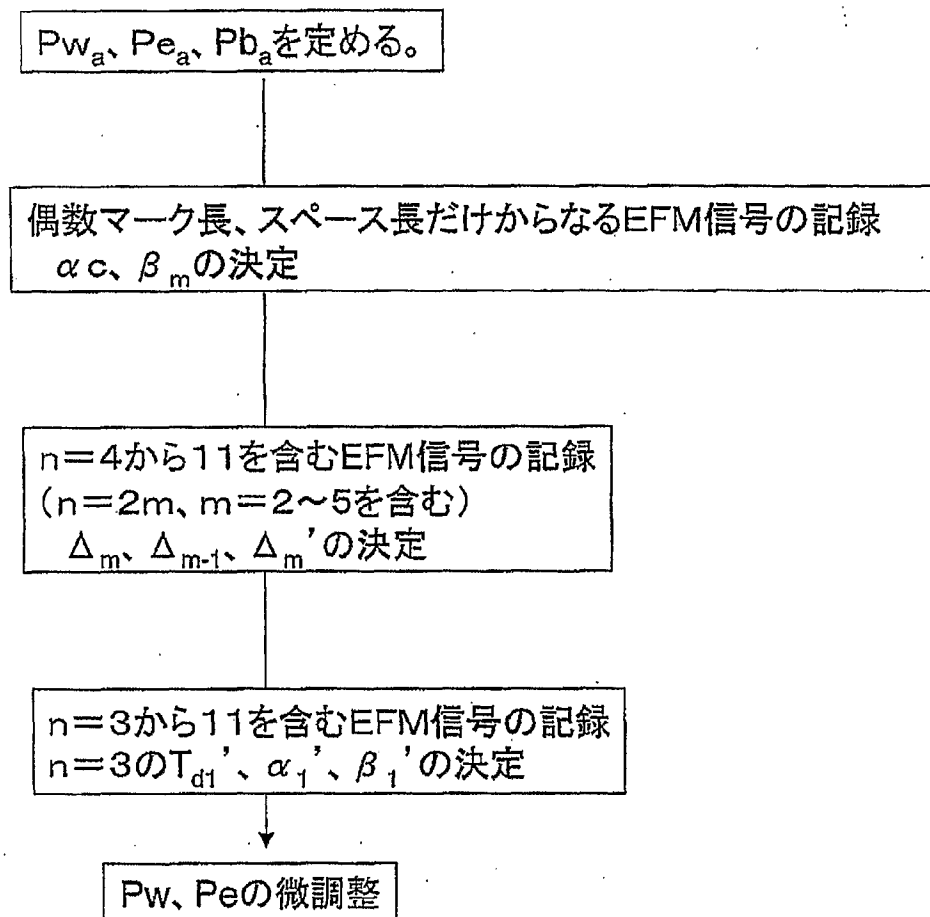 Pwₐ、Peₐ、Pbₐを定める。
偶数マーク長、スペース長だけからなるEFM信号の記録
αc、βₘの決定
n=4から11を含むEFM信号の記録
(n=2m、m=2~5を含む)
Δₘ、Δₘ₋₁、Δₘ'の決定
n=3から11を含むEFM信号の記録
n=3のT_d1'、α₁'、β₁'の決定
Pw、Peの微調整